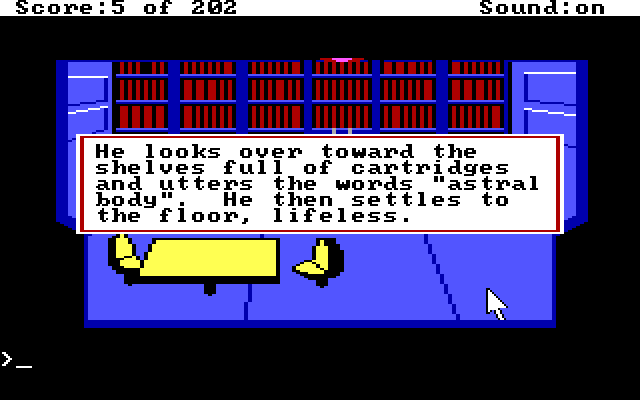 Score:5 of 202 Sound:on
He looks over toward the
shelves full of cartridges
and utters the words "astral
body". He then settles to
the floor, lifeless.
>_